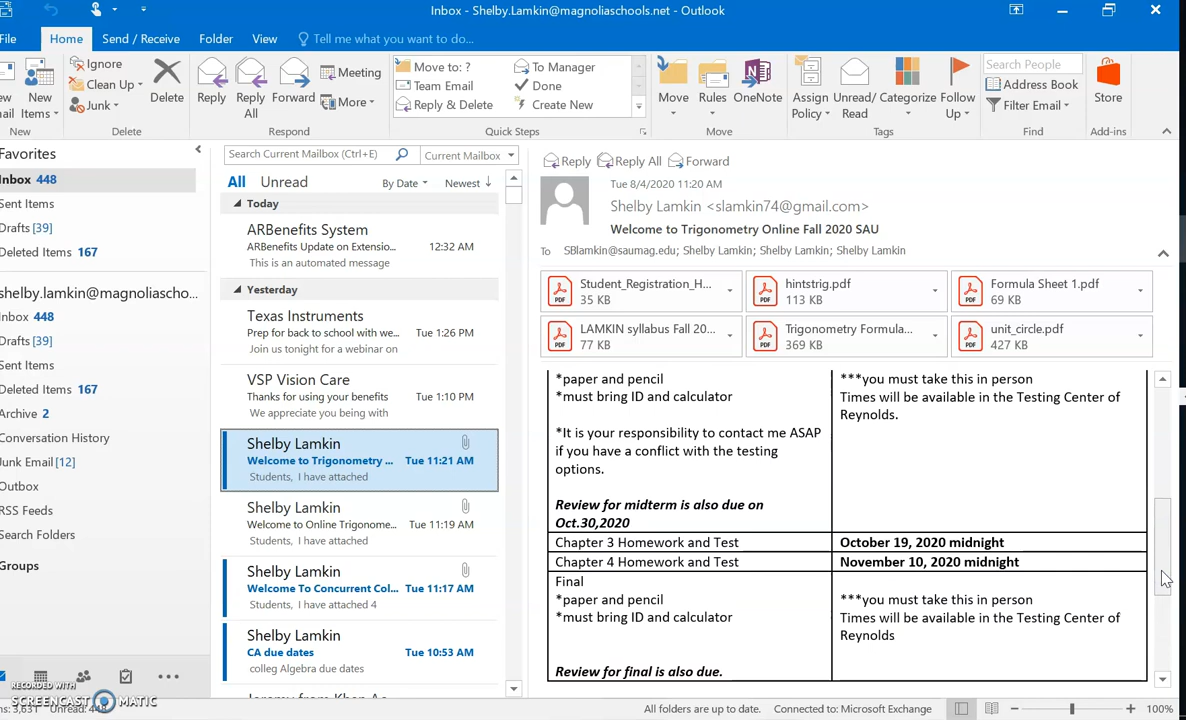 Inbox - Shelby.Lamkin@magnoliaschools.net - Outlook
File Home Send / Receive Folder View Tell me what you want to do...
New Items
Ignore
Clean Up
Junk
Delete
Reply
Reply All
Forward
Meeting
More
Move to: ?
Team Email
Reply & Delete
To Manager
Done
Create New
Move
Rules
OneNote
Assign Policy
Unread/ Read
Categorize
Follow Up
Search People
Address Book
Filter Email
Store
New Delete Respond Quick Steps Move Tags Find Add-ins
Favorites
Inbox 448
Sent Items
Drafts [39]
Deleted Items 167
shelby.lamkin@magnoliascho...
Inbox 448
Drafts [39]
Sent Items
Deleted Items 167
Archive 2
Conversation History
Junk Email [12]
Outbox
RSS Feeds
Search Folders
Groups
Search Current Mailbox (Ctrl+E) Current Mailbox
All Unread By Date Newest
Today
ARBenefits System
ARBenefits Update on Extensio... 12:32 AM
This is an automated message
Yesterday
Texas Instruments
Prep for back to school with we... Tue 1:26 PM
Join us tonight for a webinar on
VSP Vision Care
Thanks for using your benefits Tue 1:10 PM
We appreciate you being with
Shelby Lamkin
Welcome to Trigonometry ... Tue 11:21 AM
Students, I have attached
Shelby Lamkin
Welcome to Online Trigonome... Tue 11:19 AM
Students, I have attached
Shelby Lamkin
Welcome To Concurrent Col... Tue 11:17 AM
Students, I have attached 4
Shelby Lamkin
CA due dates Tue 10:53 AM
colleg Algebra due dates
Jeremy from Khan Ac
Reply Reply All Forward
Tue 8/4/2020 11:20 AM
Shelby Lamkin <slamkin74@gmail.com>
Welcome to Trigonometry Online Fall 2020 SAU
To SBlamkin@saumag.edu; Shelby Lamkin; Shelby Lamkin; Shelby Lamkin
Student_Registration_H... 35 KB
hintstrig.pdf 113 KB
Formula Sheet 1.pdf 69 KB
LAMKIN syllabus Fall 20... 77 KB
Trigonometry Formula... 369 KB
unit_circle.pdf 427 KB
*paper and pencil
*must bring ID and calculator
*It is your responsibility to contact me ASAP
if you have a conflict with the testing
options.
Review for midterm is also due on
Oct.30,2020
***you must take this in person
Times will be available in the Testing Center of
Reynolds.
Chapter 3 Homework and Test October 19, 2020 midnight
Chapter 4 Homework and Test November 10, 2020 midnight
Final
*paper and pencil
*must bring ID and calculator
Review for final is also due.
***you must take this in person
Times will be available in the Testing Center of
Reynolds
RECORDED WITH
SCREENCAST MATIC
Unread: 448 All folders are up to date. Connected to: Microsoft Exchange 100%